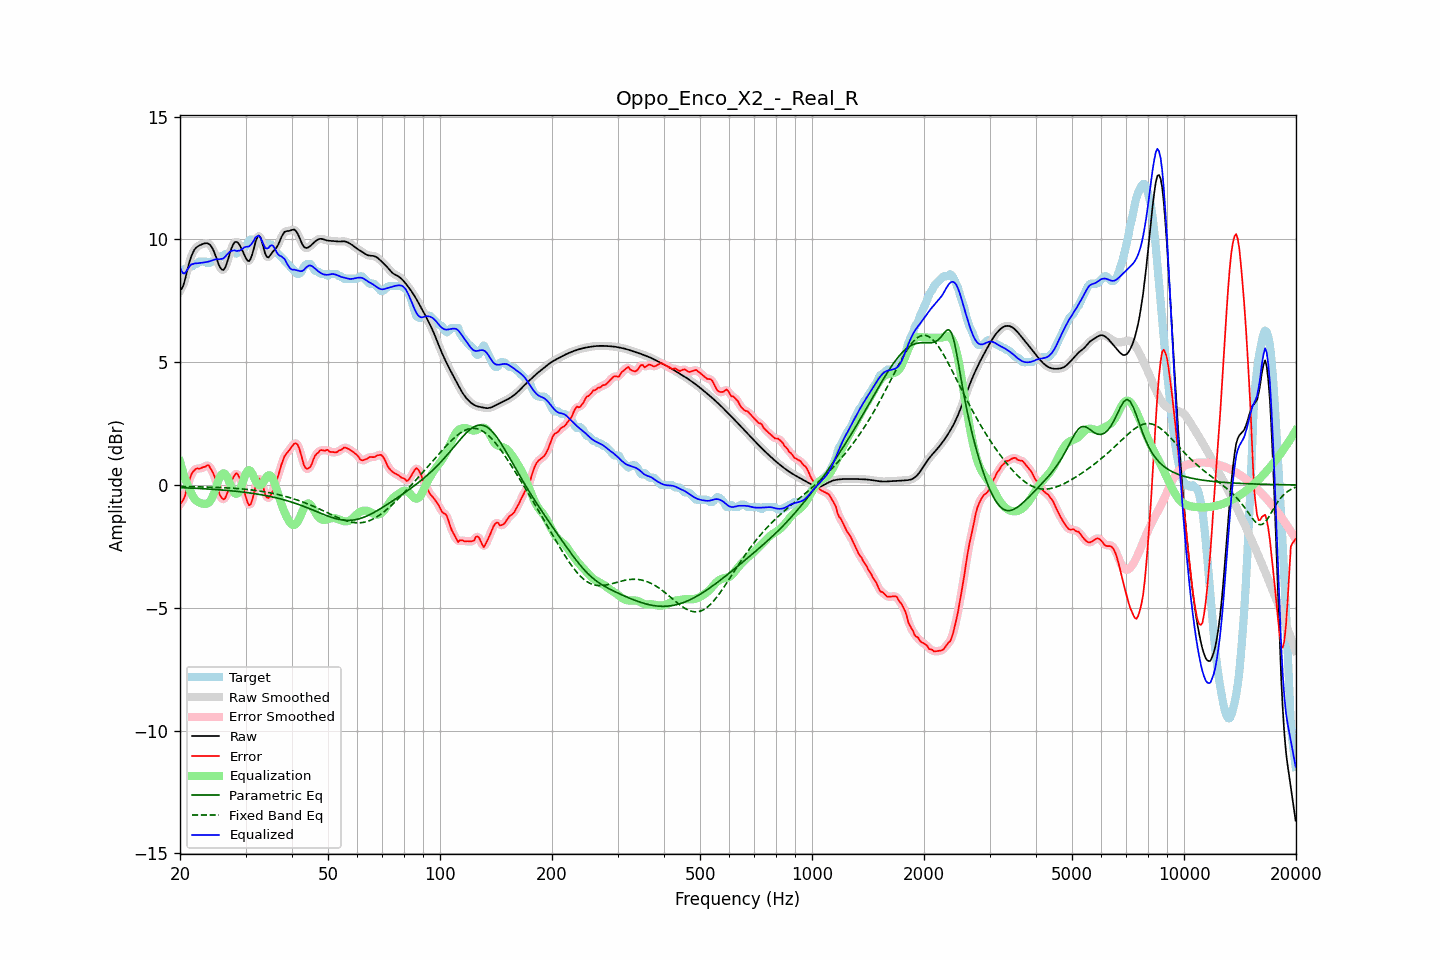 Oppo_Enco_X2_-_Real_R
Amplitude (dBr)
15
10
5
0
−5
−10
−15
Target
Raw Smoothed
Error Smoothed
Raw
Error
Equalization
Parametric Eq
Fixed Band Eq
Equalized
20 50 100 200 500 1000 2000 5000 10000 20000
Frequency (Hz)